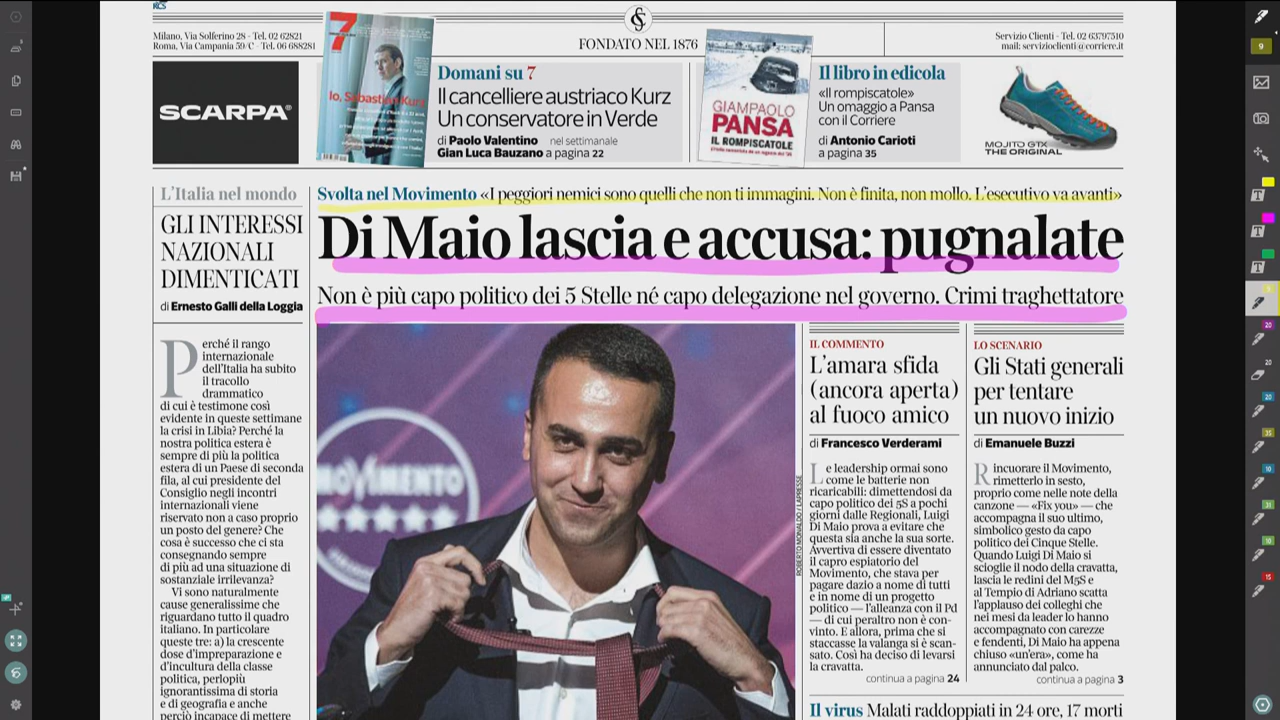 RCS
Milano, Via Solferino 28 - Tel. 02 62821
Roma, Via Campania 59/C - Tel. 06 688281
FONDATO NEL 1876
Servizio Clienti - Tel. 02 63797510
mail: servizioclienti@corriere.it
SCARPA®
7
Io, Sebastian Kurz
Domani su 7
Il cancelliere austriaco Kurz
Un conservatore in Verde
di Paolo Valentino nel settimanale
Gian Luca Bauzano a pagina 22
GIAMPAOLO
PANSA
IL ROMPISCATOLE
Il libro in edicola
«Il rompiscatole»
Un omaggio a Pansa
con il Corriere
di Antonio Carioti
a pagina 35
MOJITO GTX
THE ORIGINAL
L'Italia nel mondo
GLI INTERESSI
NAZIONALI
DIMENTICATI
di Ernesto Galli della Loggia
Perché il rango
internazionale
dell'Italia ha subito
il tracollo
drammatico
di cui è testimone così
evidente in queste settimane
la crisi in Libia? Perché la
nostra politica estera è
sempre di più la politica
estera di un Paese di seconda
fila, al cui presidente del
Consiglio negli incontri
internazionali viene
riservato non a caso proprio
un posto del genere? Che
cosa è successo che ci sta
consegnando sempre
di più ad una situazione di
sostanziale irrilevanza?
Vi sono naturalmente
cause generalissime che
riguardano tutto il quadro
italiano. In particolare
queste tre: a) la crescente
dose d'impreparazione e
d'incultura della classe
politica, perlopiù
ignorantissima di storia
e di geografia e anche
perciò incapace di mettere
Svolta nel Movimento «I peggiori nemici sono quelli che non ti immagini. Non è finita, non mollo. L'esecutivo va avanti»
Di Maio lascia e accusa: pugnalate
Non è più capo politico dei 5 Stelle né capo delegazione nel governo. Crimi traghettatore
MOVIMENTO
ROBERTO MONALDO / LAPRESSE
IL COMMENTO
L'amara sfida
(ancora aperta)
al fuoco amico
di Francesco Verderami
Le leadership ormai sono
come le batterie non
ricaricabili: dimettendosi da
capo politico dei 5S a pochi
giorni dalle Regionali, Luigi
Di Maio prova a evitare che
questa sia anche la sua sorte.
Avvertiva di essere diventato
il capro espiatorio del
Movimento, che stava per
pagare dazio a nome di tutti
e in nome di un progetto
politico — l'alleanza con il Pd
— di cui peraltro non è con-
vinto. E allora, prima che si
staccasse la valanga si è scan-
sato. Così ha deciso di levarsi
la cravatta.
continua a pagina 24
LO SCENARIO
Gli Stati generali
per tentare
un nuovo inizio
di Emanuele Buzzi
Rincuorare il Movimento,
rimetterlo in sesto,
proprio come nelle note della
canzone — «Fix you» — che
accompagna il suo ultimo,
simbolico gesto da capo
politico dei Cinque Stelle.
Quando Luigi Di Maio si
scioglie il nodo della cravatta,
lascia le redini del M5S e
al Tempio di Adriano scatta
l'applauso dei colleghi che
nei mesi da leader lo hanno
accompagnato con carezze
e fendenti, Di Maio ha appena
chiuso «un'era», come ha
annunciato dal palco.
continua a pagina 3
Il virus Malati raddoppiati in 24 ore, 17 morti